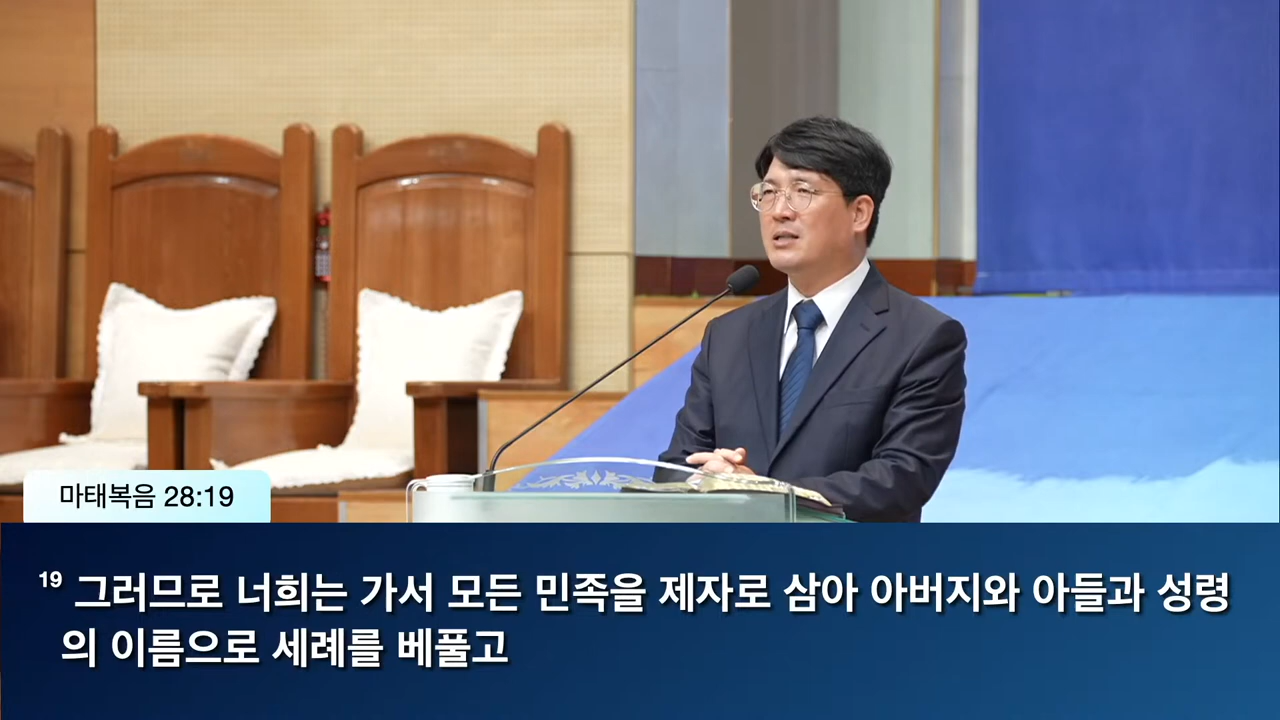 마태복음 28:19
19 그러므로 너희는 가서 모든 민족을 제자로 삼아 아버지와 아들과 성령
의 이름으로 세례를 베풀고